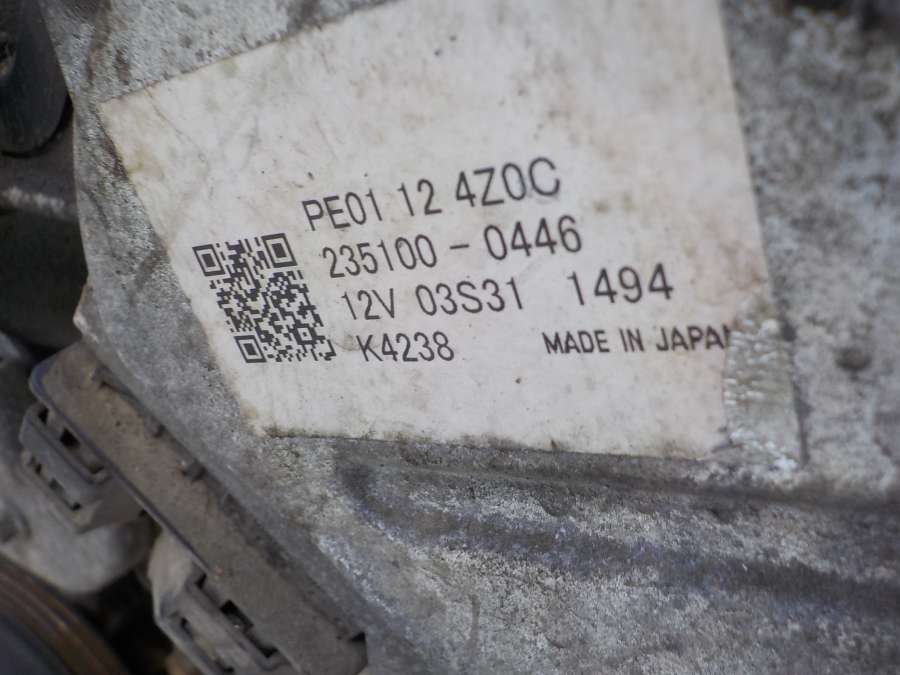 PE01 12 4Z0C
235100-0446
12V 03S31 1494
K4238 MADE IN JAPAN